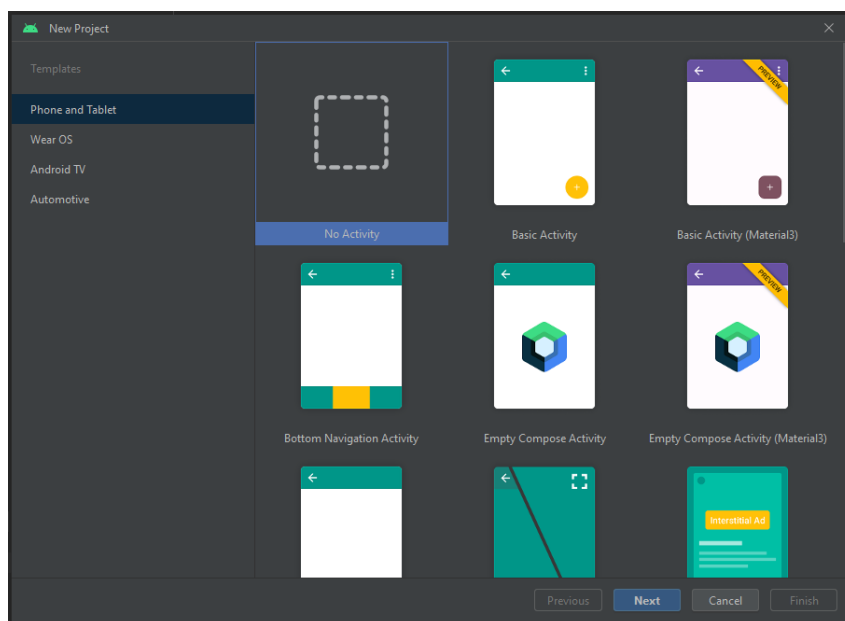 New Project
Templates
Phone and Tablet
Wear OS
Android TV
Automotive
No Activity
Basic Activity
PREVIEW
Basic Activity (Material3)
Bottom Navigation Activity
Empty Compose Activity
PREVIEW
Empty Compose Activity (Material3)
Interstitial Ad
Previous
Next
Cancel
Finish